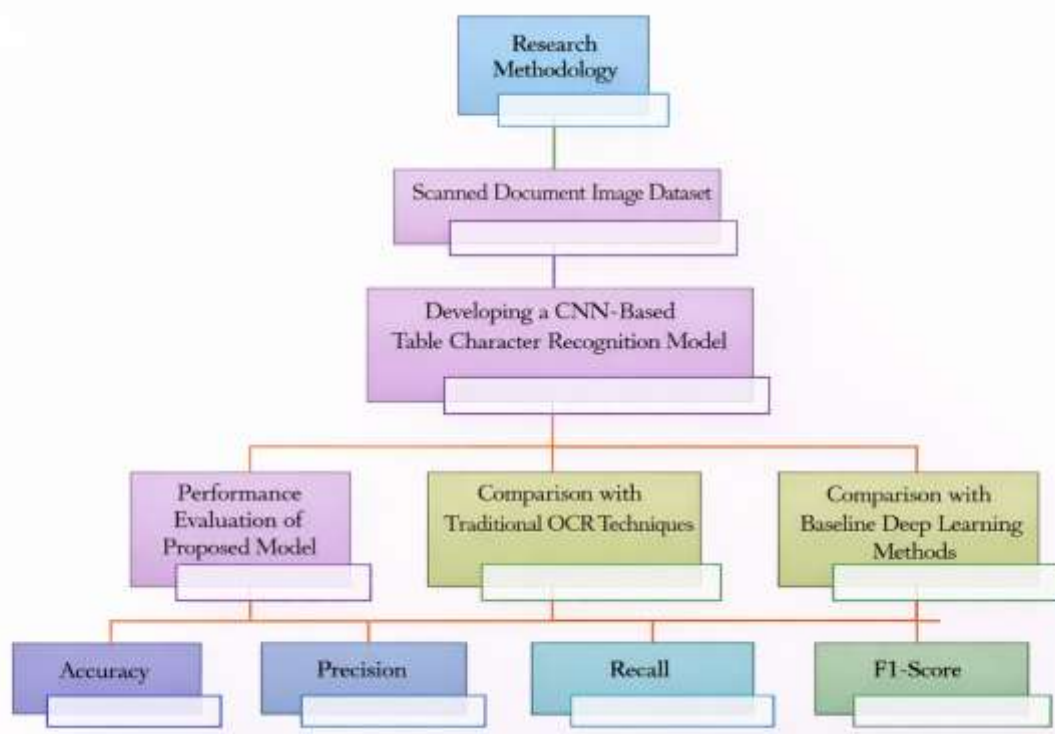 Research
Methodology
Scanned Document Image Dataset
Developing a CNN-Based
Table Character Recognition Model
Performance
Evaluation of
Proposed Model
Comparison with
Traditional OCR Techniques
Comparison with
Baseline Deep Learning
Methods
Accuracy
Precision
Recall
F1-Score